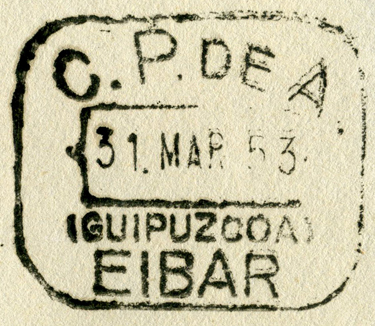 C.P. DE A.
31. MAR 53.
(GUIPUZCOA)
EIBAR